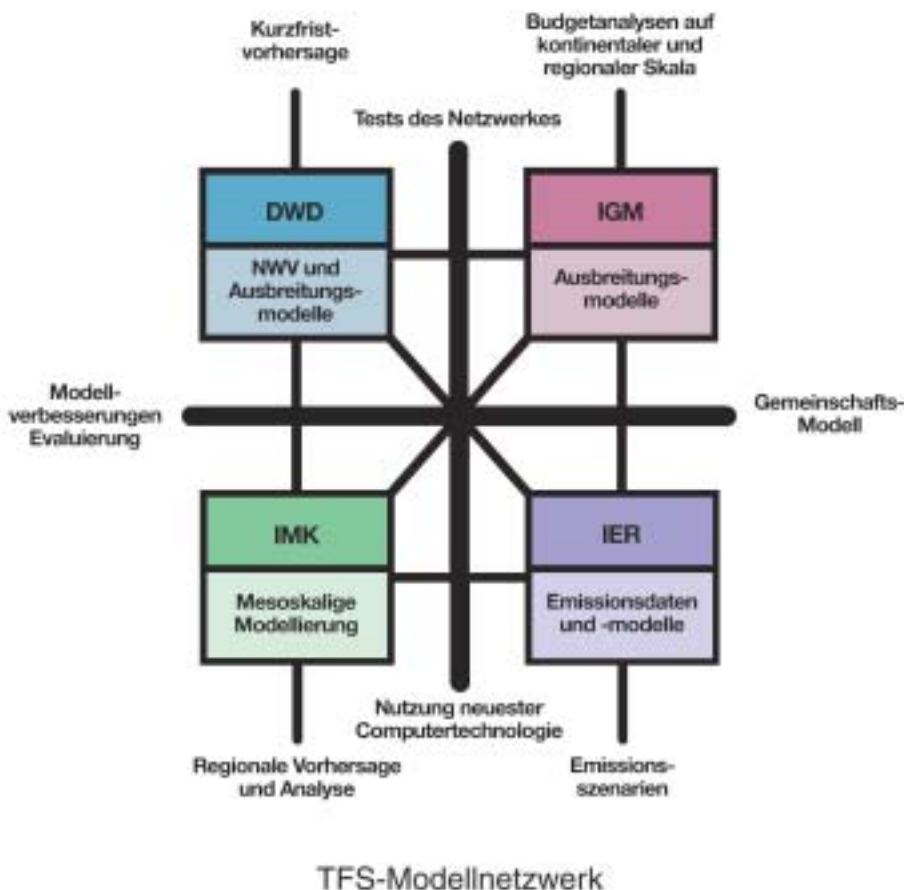 Kurzfrist-
vorhersage
Budgetanalysen auf
kontinentaler und
regionaler Skala
Tests des Netzwerkes
DWD
NWV und
Ausbreitungs-
modelle
IGM
Ausbreitungs-
modelle
Modell-
verbesserungen
Evaluierung
Gemeinschafts-
Modell
IMK
Mesoskalige
Modellierung
IER
Emissionsdaten
und -modelle
Nutzung neuester
Computertechnologie
Regionale Vorhersage
und Analyse
Emissions-
szenarien
TFS-Modellnetzwerk